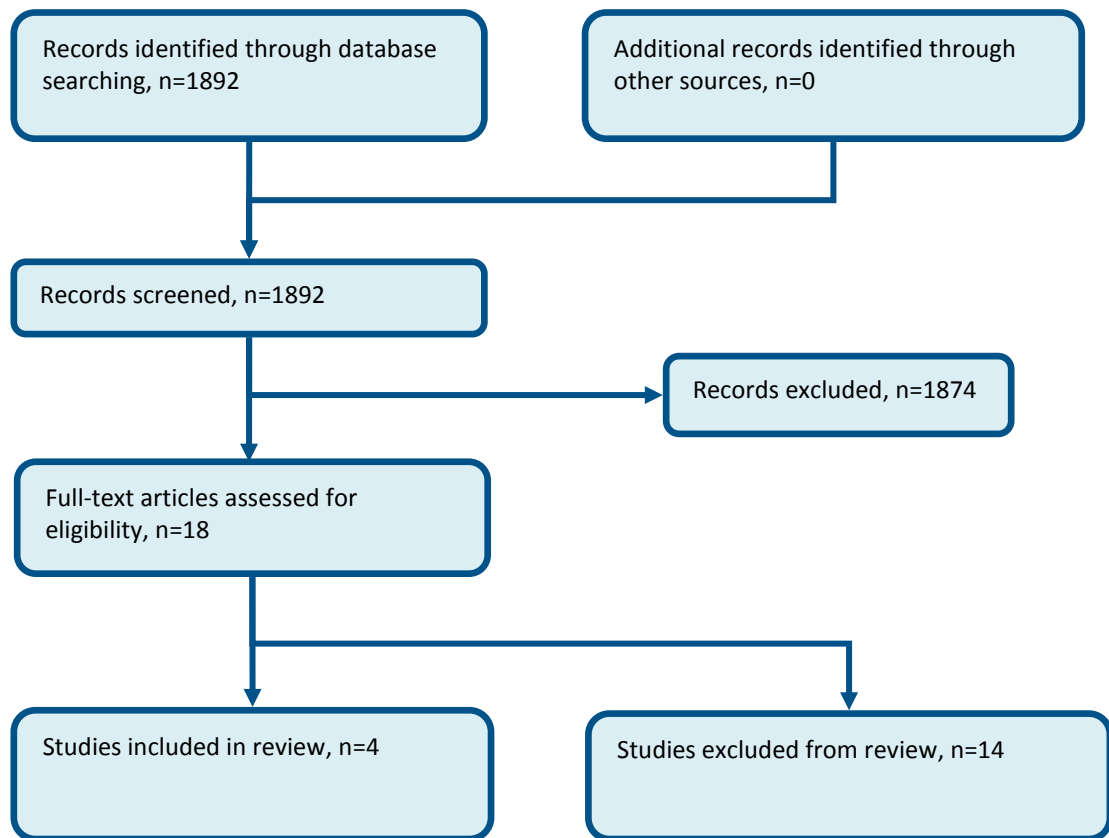 Records identified through database
searching, n=1892
Additional records identified through
other sources, n=0
Records screened, n=1892
Records excluded, n=1874
Full-text articles assessed for
eligibility, n=18
Studies included in review, n=4
Studies excluded from review, n=14